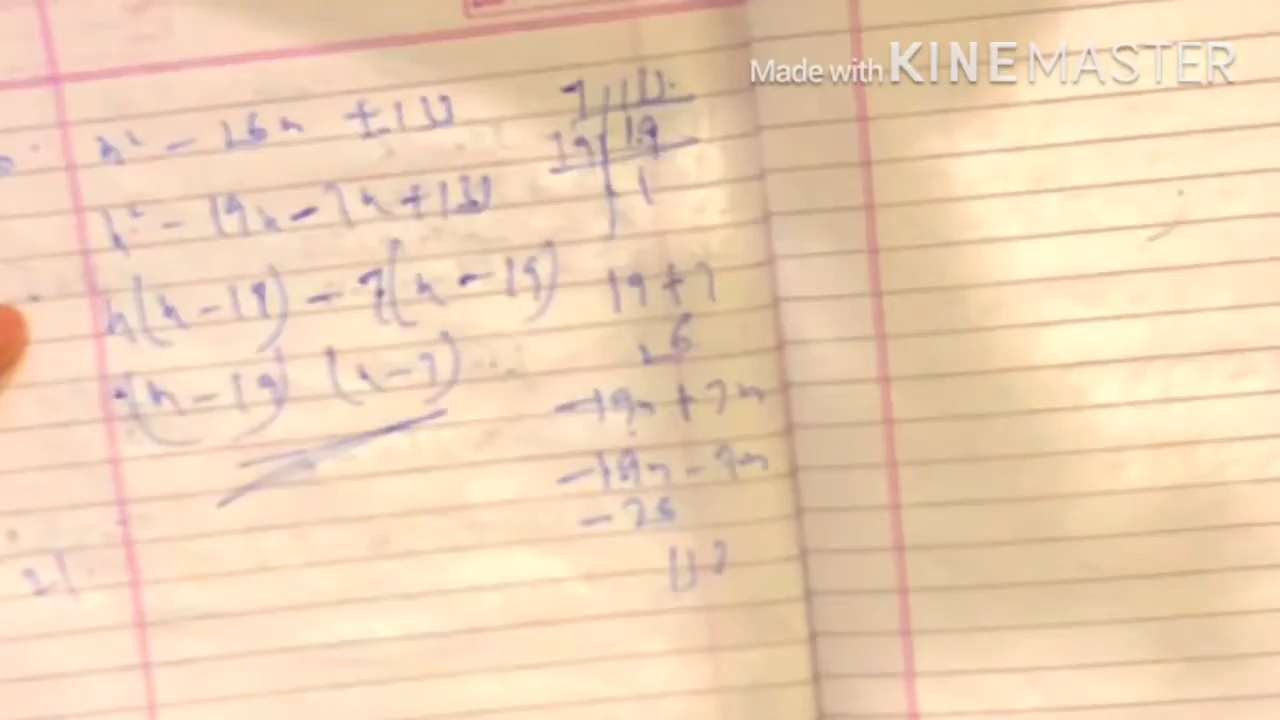 Made with KINEMASTER
x² - 26x + 133
x² - 19x - 7x + 133
x(x - 19) - 7(x - 19)
(x - 19) (x - 7)
7 | 133
19 | 19
1
19 + 7
26
-19x + 7x
-19x - 7x
- 26
133
21.